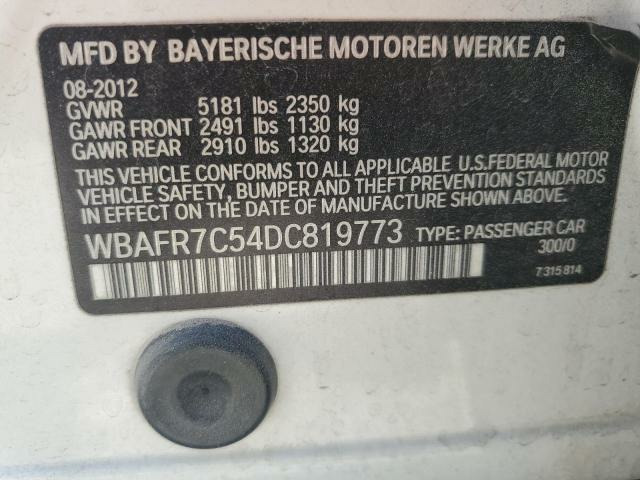 MFD BY BAYERISCHE MOTOREN WERKE AG
08-2012
GVWR 5181 lbs 2350 kg
GAWR FRONT 2491 lbs 1130 kg
GAWR REAR 2910 lbs 1320 kg
THIS VEHICLE CONFORMS TO ALL APPLICABLE U.S.FEDERAL MOTOR
VEHICLE SAFETY, BUMPER AND THEFT PREVENTION STANDARDS
IN EFFECT ON THE DATE OF MANUFACTURE SHOWN ABOVE.
WBAFR7C54DC819773 TYPE: PASSENGER CAR
300/0
7 315 814